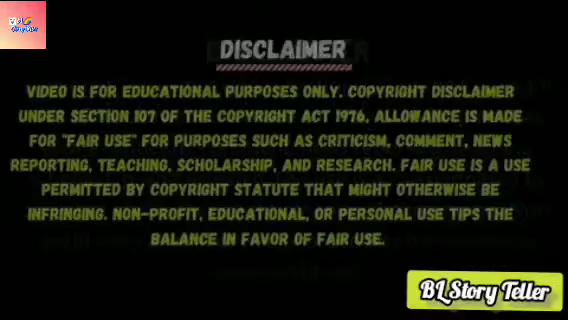 DISCLAIMER
VIDEO IS FOR EDUCATIONAL PURPOSES ONLY. COPYRIGHT DISCLAIMER
UNDER SECTION 107 OF THE COPYRIGHT ACT 1976, ALLOWANCE IS MADE
FOR "FAIR USE" FOR PURPOSES SUCH AS CRITICISM, COMMENT, NEWS
REPORTING, TEACHING, SCHOLARSHIP, AND RESEARCH. FAIR USE IS A USE
PERMITTED BY COPYRIGHT STATUTE THAT MIGHT OTHERWISE BE
INFRINGING. NON-PROFIT, EDUCATIONAL, OR PERSONAL USE TIPS THE
BALANCE IN FAVOR OF FAIR USE.
BL Story Teller